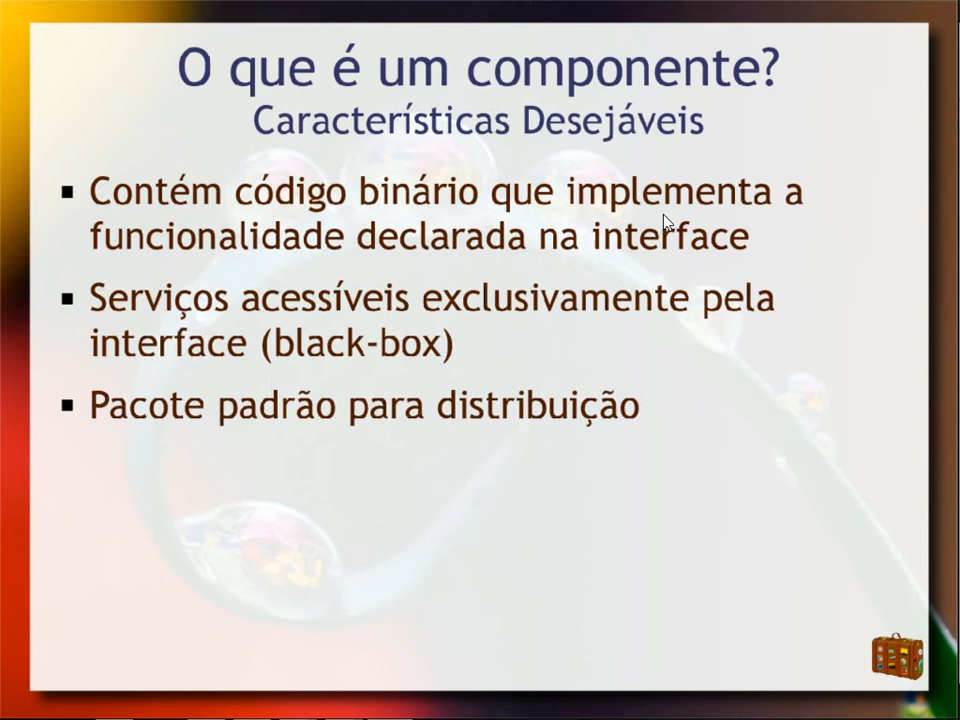 O que é um componente?
Características Desejáveis
▪ Contém código binário que implementa a
funcionalidade declarada na interface
▪ Serviços acessíveis exclusivamente pela
interface (black-box)
▪ Pacote padrão para distribuição